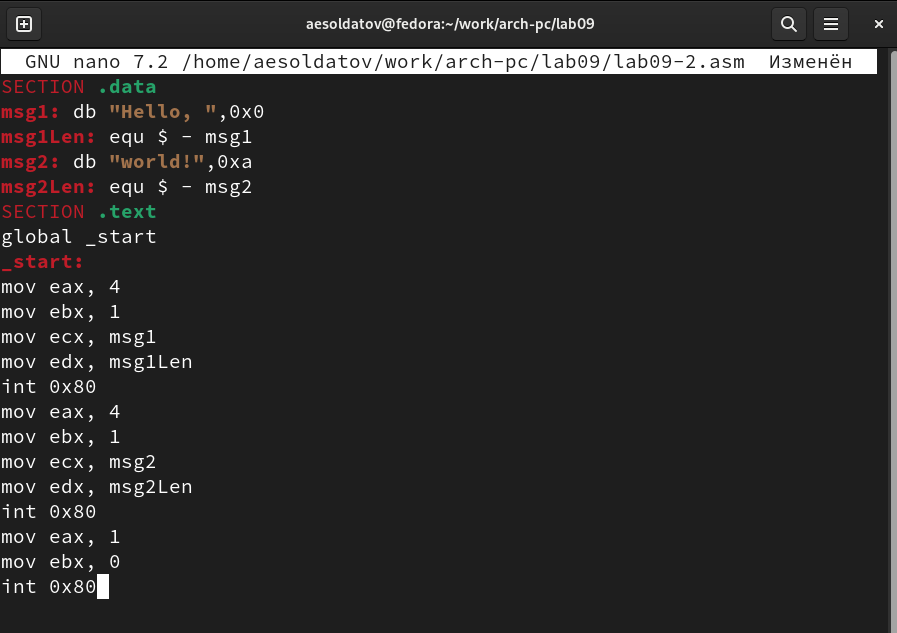 aesoldatov@fedora:~/work/arch-pc/lab09
GNU nano 7.2 /home/aesoldatov/work/arch-pc/lab09/lab09-2.asm  Изменён
SECTION .data
msg1: db "Hello, ",0x0
msg1Len: equ $ - msg1
msg2: db "world!",0xa
msg2Len: equ $ - msg2
SECTION .text
global _start
_start:
mov eax, 4
mov ebx, 1
mov ecx, msg1
mov edx, msg1Len
int 0x80
mov eax, 4
mov ebx, 1
mov ecx, msg2
mov edx, msg2Len
int 0x80
mov eax, 1
mov ebx, 0
int 0x80